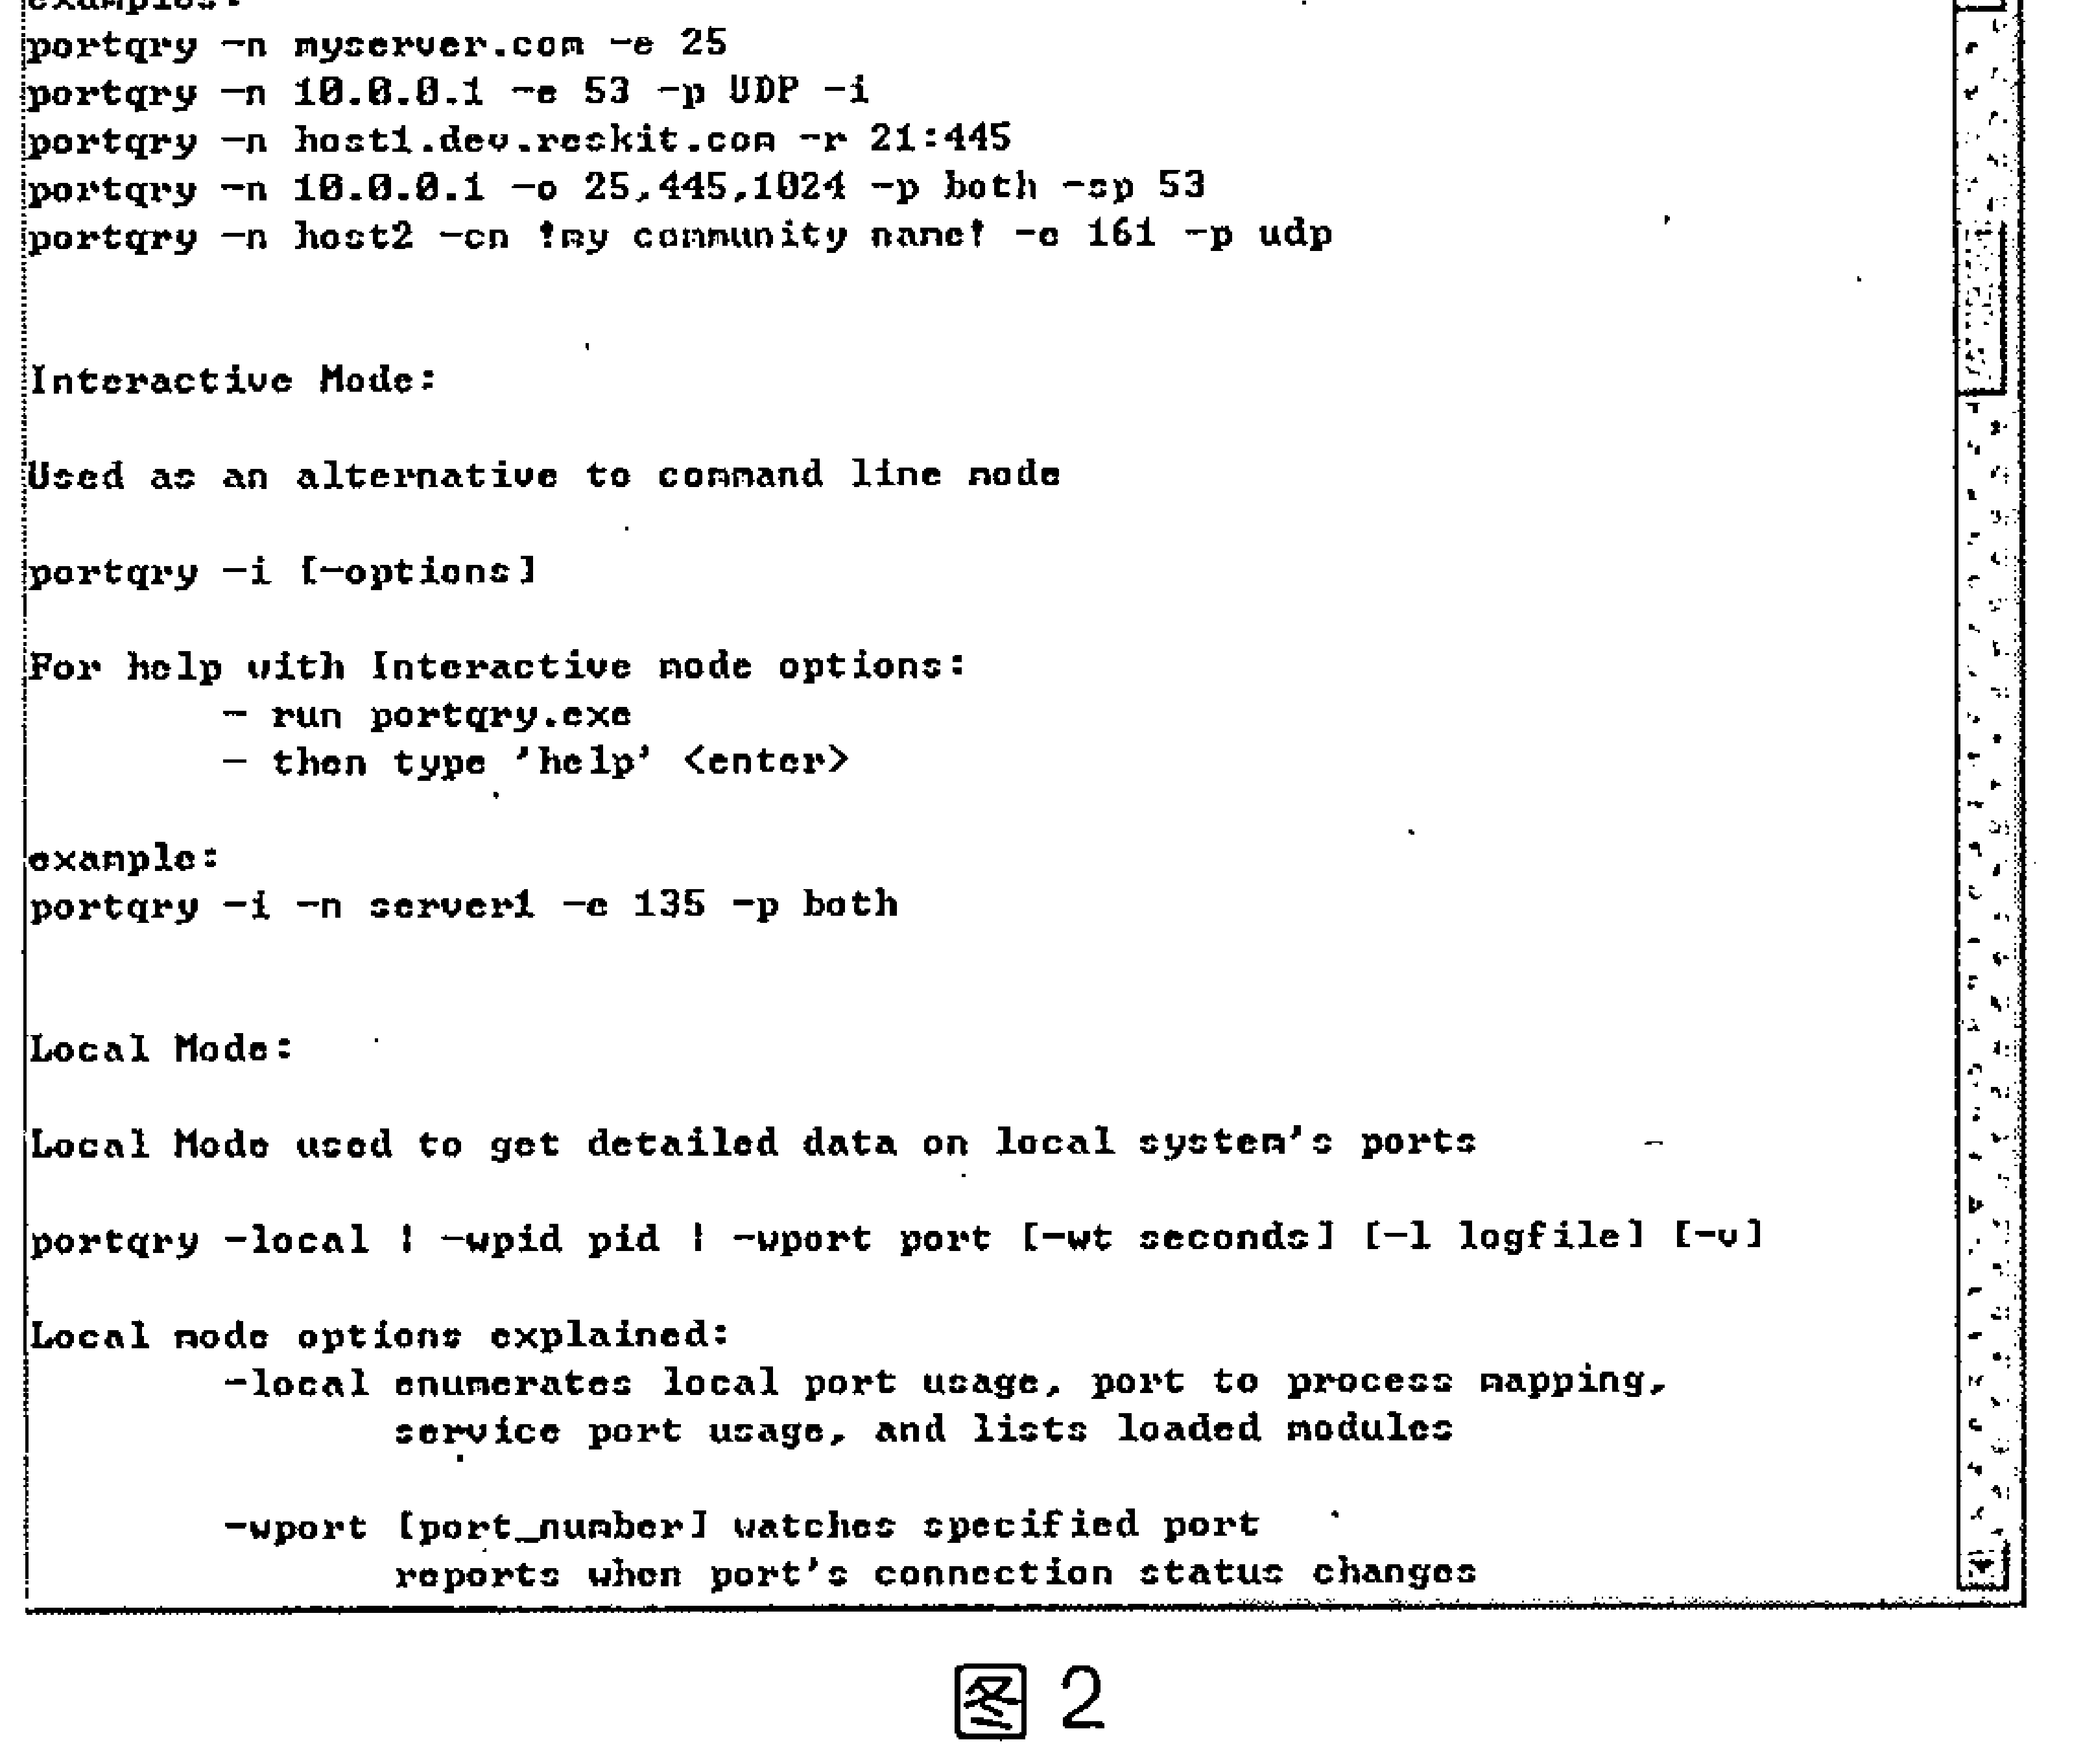 examples:
portqry -n myserver.com -e 25
portqry -n 10.0.0.1 -e 53 -p UDP -i
portqry -n host1.dev.reskit.com -r 21:445
portqry -n 10.0.0.1 -o 25,445,1024 -p both -sp 53
portqry -n host2 -cn !my community name! -e 161 -p udp
Interactive Mode:
Used as an alternative to command line mode
portqry -i [-options]
For help with Interactive mode options:
- run portqry.exe
- then type 'help' <enter>
example:
portqry -i -n server1 -e 135 -p both
Local Mode:
Local Mode used to get detailed data on local system's ports
portqry -local | -wpid pid | -wport port [-wt seconds] [-l logfile] [-v]
Local mode options explained:
-local enumerates local port usage, port to process mapping,
service port usage, and lists loaded modules
-wport [port_number] watches specified port
reports when port's connection status changes
图 2